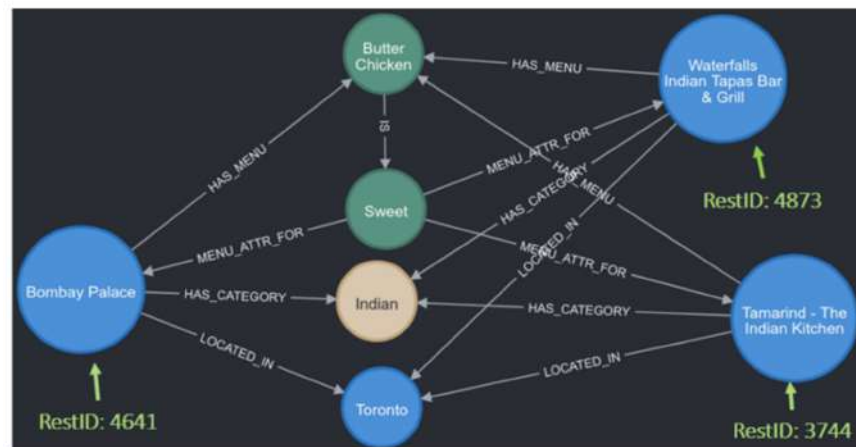 Butter
Chicken
HAS_MENU
Waterfalls
Indian Tapas Bar
& Grill
HAS_MENU
IS
MENU_ATTR_FOR
HAS_MENU
HAS_CATEGORY
RestID: 4873
Sweet
MENU_ATTR_FOR
LOCATED_IN
MENU_ATTR_FOR
Bombay Palace
HAS_CATEGORY
Indian
HAS_CATEGORY
Tamarind - The
Indian Kitchen
LOCATED_IN
LOCATED_IN
Toronto
RestID: 4641
RestID: 3744